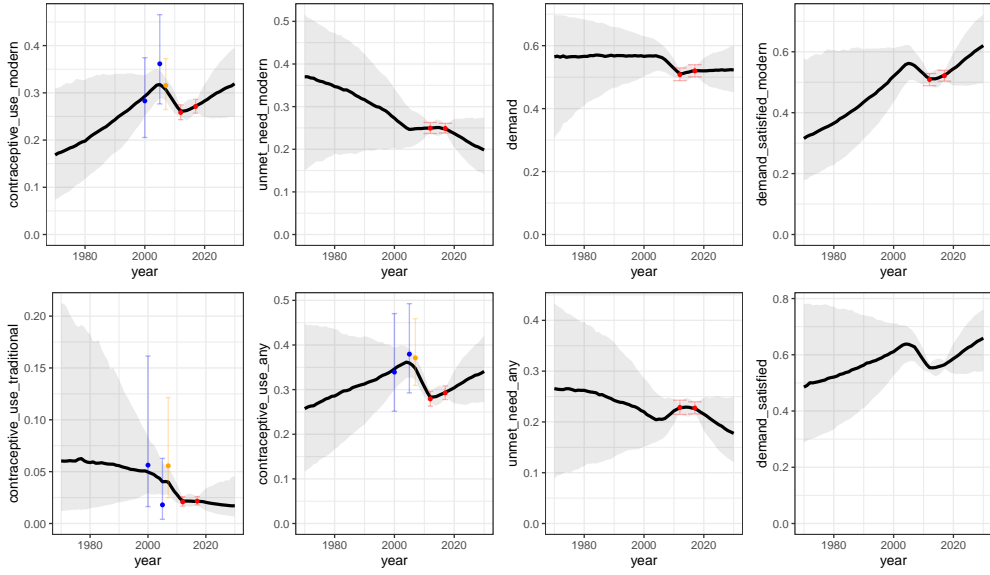 contraceptive_use_modern
0.4
0.3
0.2
0.1
0.0
1980 2000 2020
year
unmet_need_modern
0.5
0.4
0.3
0.2
0.1
0.0
1980 2000 2020
year
demand
0.6
0.4
0.2
0.0
1980 2000 2020
year
demand_satisfied_modern
0.6
0.4
0.2
0.0
1980 2000 2020
year
contraceptive_use_traditional
0.20
0.15
0.10
0.05
0.00
1980 2000 2020
year
contraceptive_use_any
0.5
0.4
0.3
0.2
0.1
0.0
1980 2000 2020
year
unmet_need_any
0.4
0.3
0.2
0.1
0.0
1980 2000 2020
year
demand_satisfied
0.8
0.6
0.4
0.2
0.0
1980 2000 2020
year